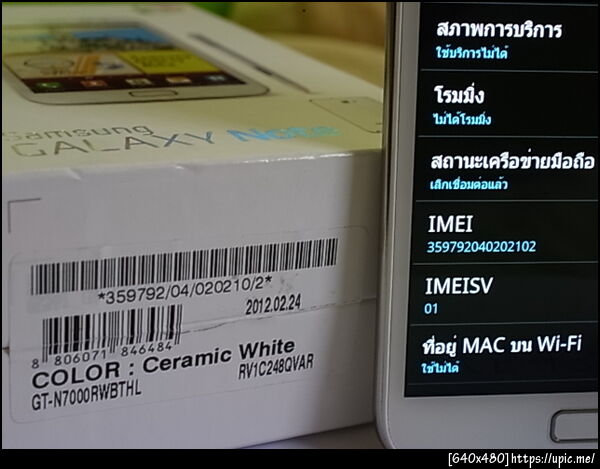 Samsung
GALAXY Note
*359792/04/020210/2*
2012.02.24
8 806071 846484
COLOR : Ceramic White
GT-N7000RWBTHL
RV1C248QVAR
สภาพการบริการ
ใช้บริการไม่ได้
โรมมิ่ง
ไม่ได้โรมมิ่ง
สถานะเครือข่ายมือถือ
เลิกเชื่อมต่อแล้ว
IMEI
359792040202102
IMEISV
01
ที่อยู่ MAC บน Wi-Fi
ใช้ไม่ได้
[640x480]https://upic.me/